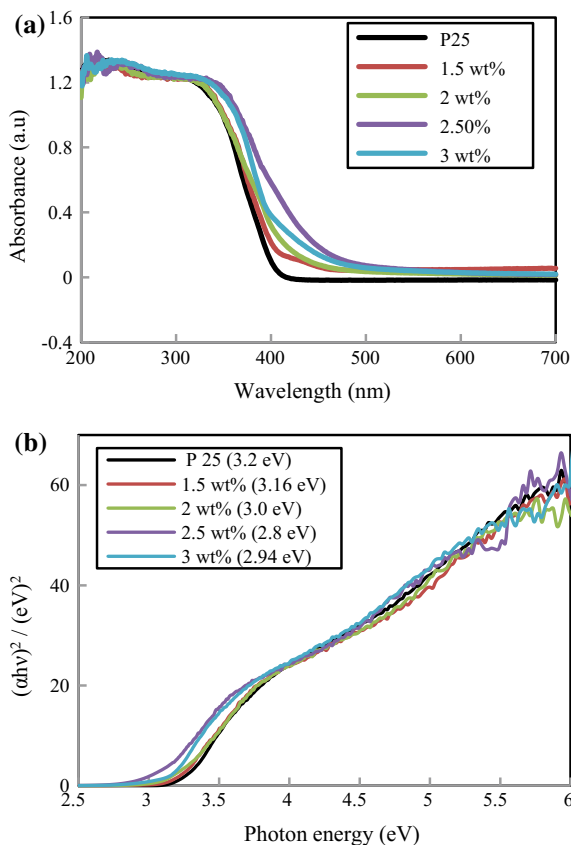 (a)
1.6
1.2
0.8
0.4
0
-0.4
Absorbance (a.u)
P25
1.5 wt%
2 wt%
2.50%
3 wt%
200 300 400 500 600 700
Wavelength (nm)
(b)
60
40
20
0
(αhν)² / (eV)²
P 25 (3.2 eV)
1.5 wt% (3.16 eV)
2 wt% (3.0 eV)
2.5 wt% (2.8 eV)
3 wt% (2.94 eV)
2.5 3 3.5 4 4.5 5 5.5 6
Photon energy (eV)